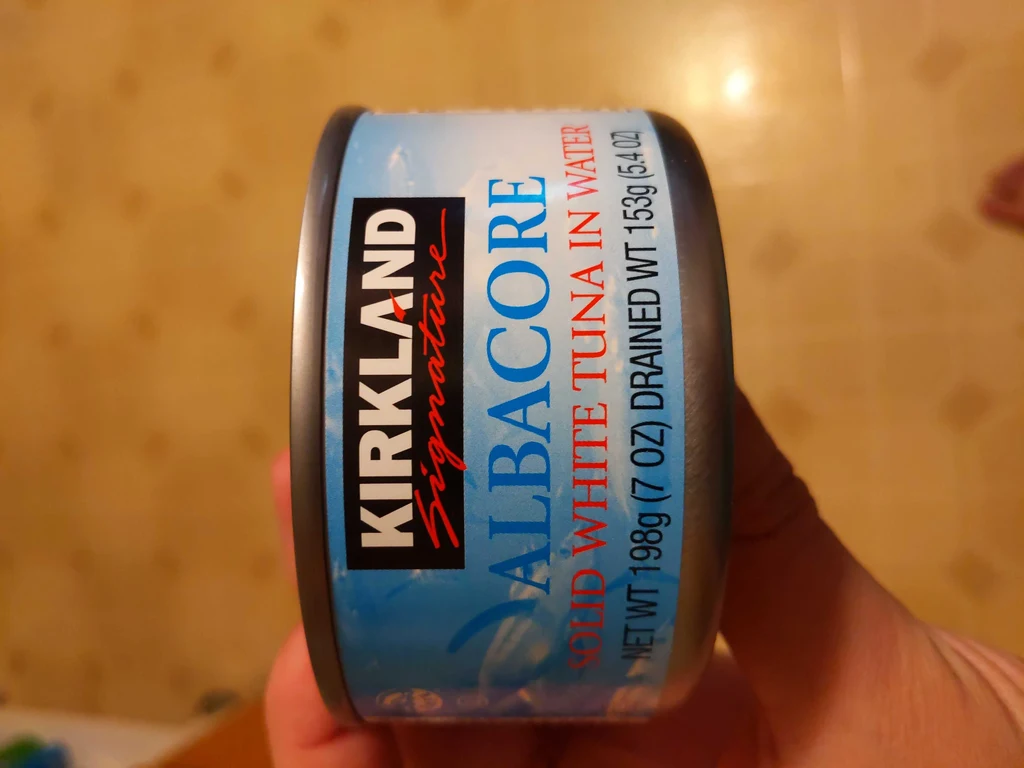 KIRKLAND
Signature
ALBACORE
SOLID WHITE TUNA IN WATER
NET WT 198g (7 OZ) DRAINED WT 153g (5.4 OZ)